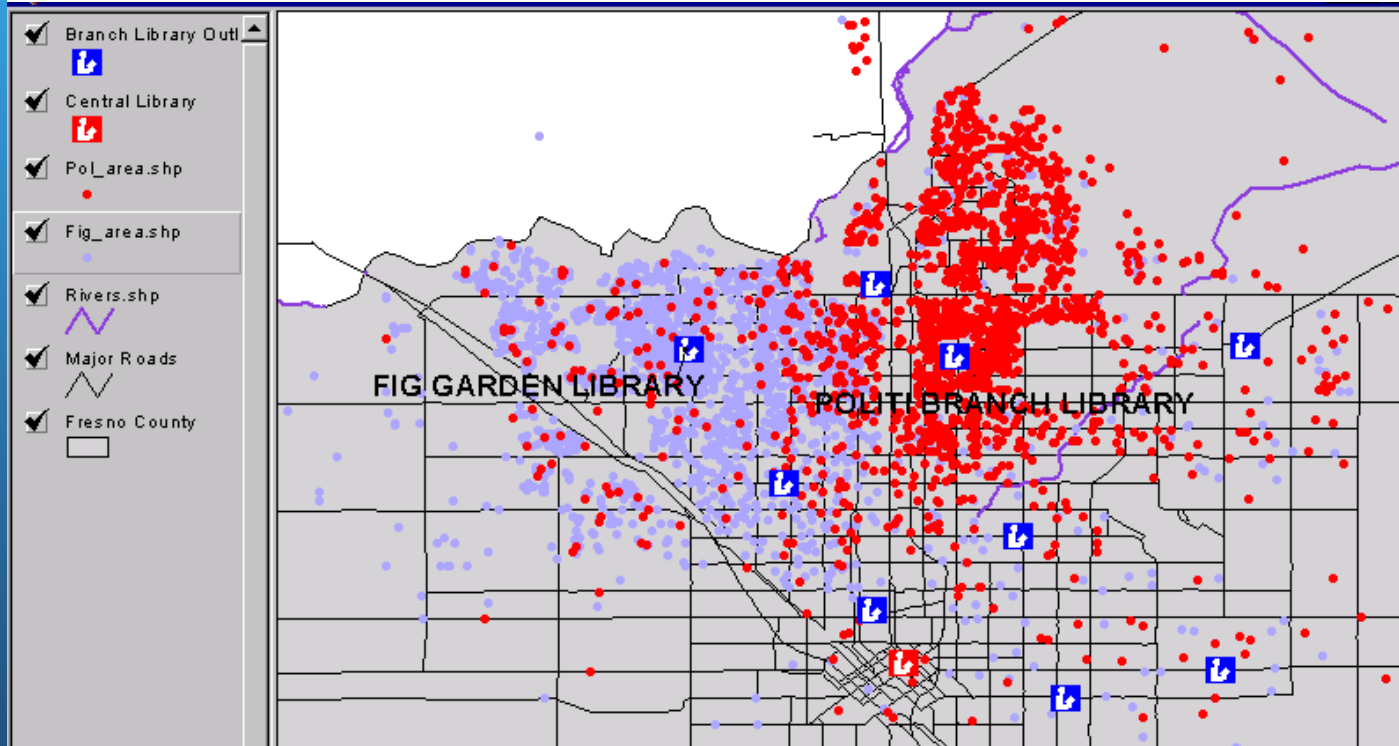 Branch Library Outl
Central Library
Pol_area.shp
Fig_area.shp
Rivers.shp
Major Roads
Fresno County
FIG GARDEN LIBRARY
POLITI BRANCH LIBRARY